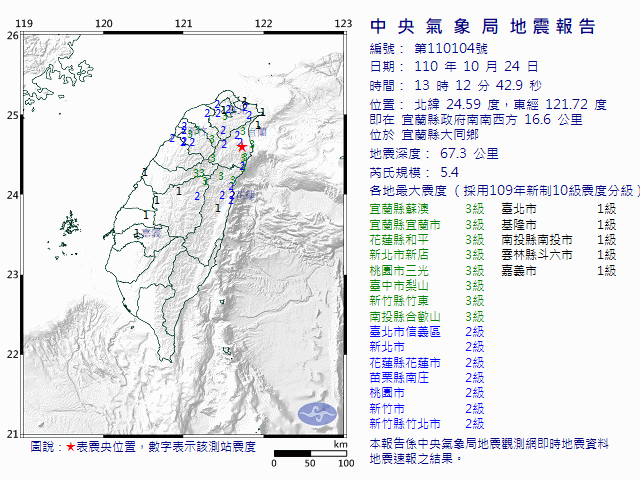 中央氣象局地震報告
編號： 第110104號
日期： 110 年 10 月 24 日
時間： 13 時 12 分 42.9 秒
位置： 北緯 24.59 度，東經 121.72 度
即在 宜蘭縣政府南南西方 16.6 公里
位於 宜蘭縣大同鄉
地震深度： 67.3 公里
芮氏規模： 5.4
各地最大震度（採用109年新制10級震度分級）
宜蘭縣蘇澳 3級 臺北市 1級
宜蘭縣宜蘭市 3級 基隆市 1級
花蓮縣和平 3級 南投縣南投市 1級
新北市新店 3級 雲林縣斗六市 1級
桃園市三光 3級 嘉義市 1級
臺中市梨山 3級
新竹縣竹東 3級
南投縣合歡山 3級
臺北市信義區 2級
新北市 2級
花蓮縣花蓮市 2級
苗栗縣南庄 2級
桃園市 2級
新竹市 2級
新竹縣竹北市 2級
本報告係中央氣象局地震觀測網即時地震資料
地震速報之結果。
119 120 121 122 123
26
25
24
23
22
21
圖說：★表震央位置，數字表示該測站震度
km
0 50 100